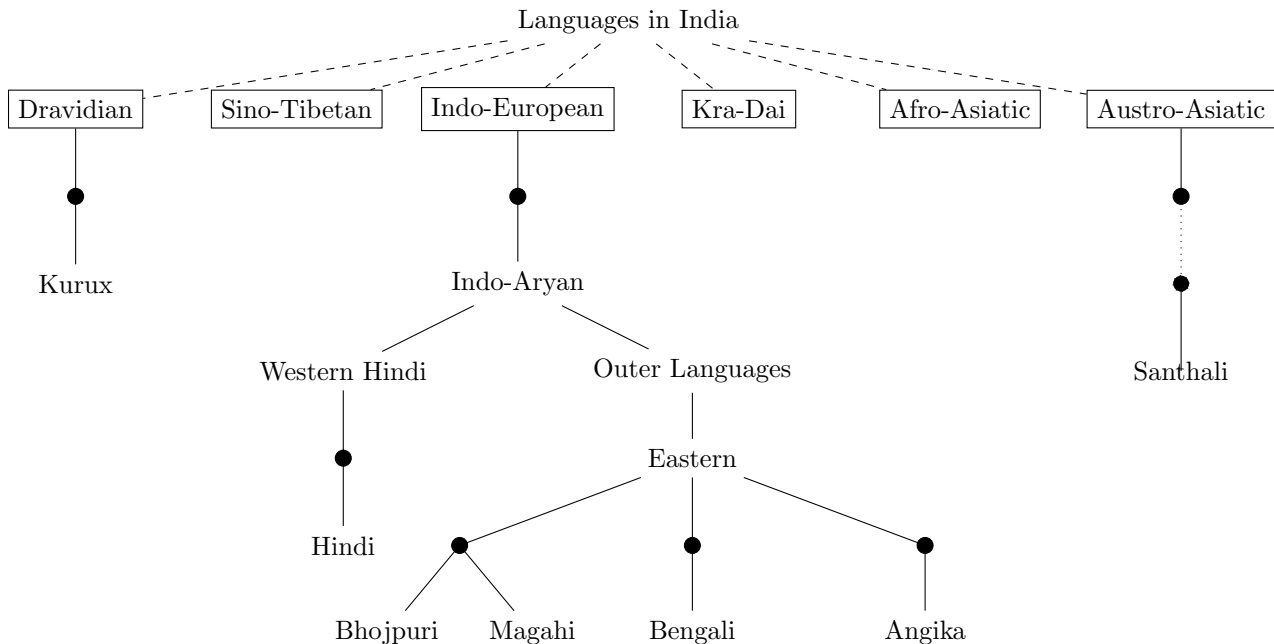 Languages in India
Dravidian Sino-Tibetan Indo-European Kra-Dai Afro-Asiatic Austro-Asiatic
Kurux Indo-Aryan
Western Hindi Outer Languages Santhali
Eastern
Hindi
Bhojpuri Magahi Bengali Angika